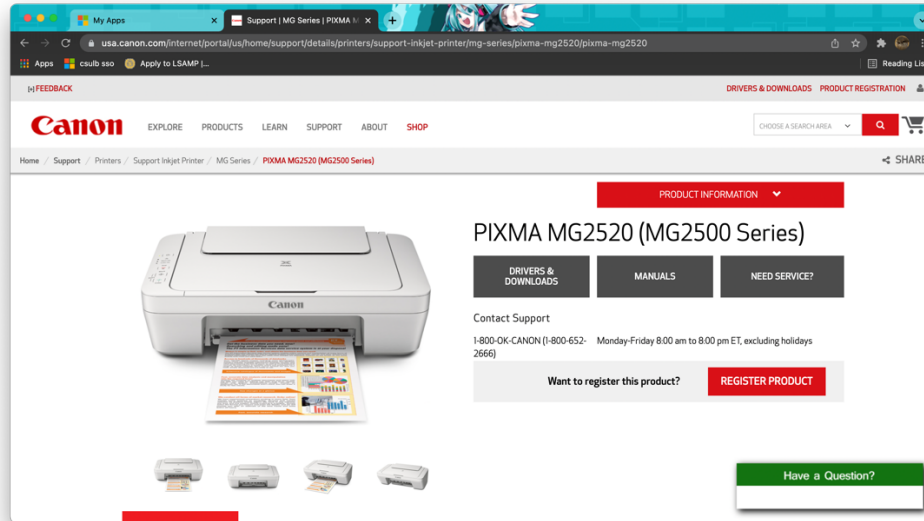 My Apps
Support | MG Series | PIXMA M
usa.canon.com/internet/portal/us/home/support/details/printers/support-inkjet-printer/mg-series/pixma-mg2520/pixma-mg2520
Apps csulb sso Apply to LSAMP |... Reading Lis
[+] FEEDBACK DRIVERS & DOWNLOADS PRODUCT REGISTRATION
Canon EXPLORE PRODUCTS LEARN SUPPORT ABOUT SHOP CHOOSE A SEARCH AREA
Home / Support / Printers / Support Inkjet Printer / MG Series / PIXMA MG2520 (MG2500 Series) SHARE
PRODUCT INFORMATION
PIXMA MG2520 (MG2500 Series)
DRIVERS &
DOWNLOADS
MANUALS
NEED SERVICE?
Canon
Contact Support
1-800-OK-CANON (1-800-652-
2666)
Monday-Friday 8:00 am to 8:00 pm ET, excluding holidays
Want to register this product? REGISTER PRODUCT
Have a Question?